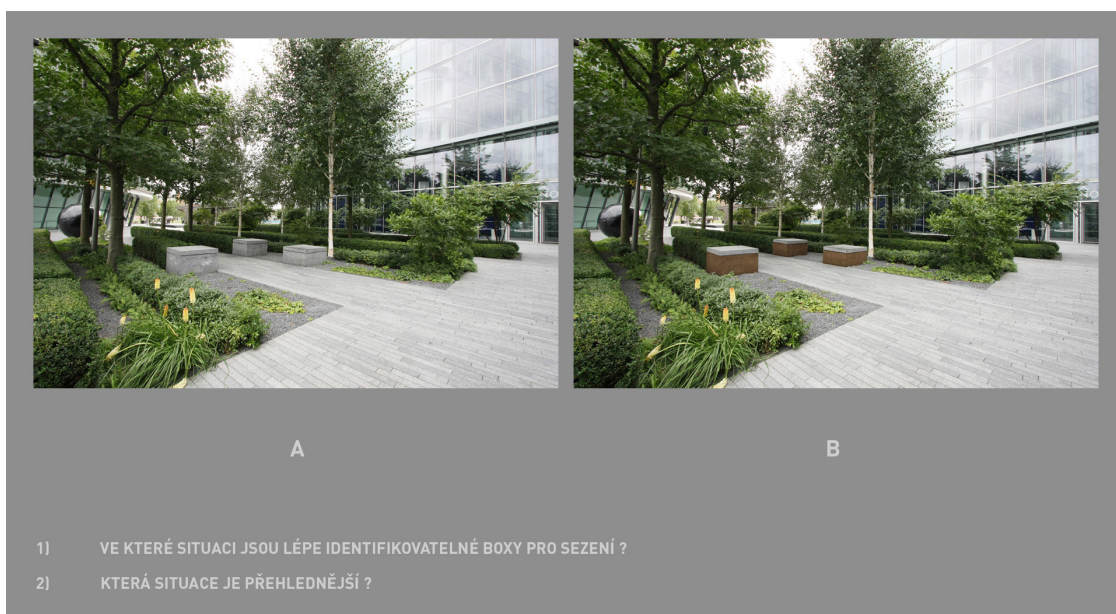 A
B
1) VE KTERÉ SITUACI JSOU LÉPE IDENTIFIKOVATELNÉ BOXY PRO SEZENÍ ?
2) KTERÁ SITUACE JE PŘEHLEDNĚJŠÍ ?